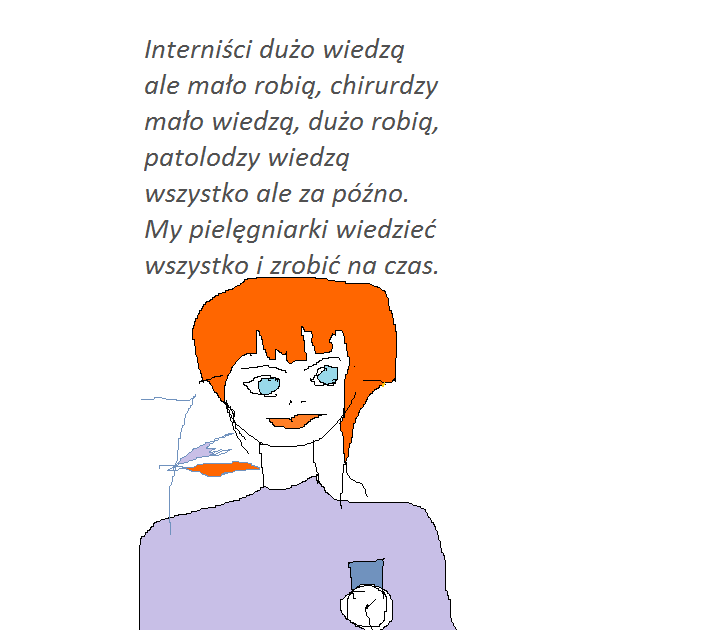 Interniści dużo wiedzą
ale mało robią, chirurdzy
mało wiedzą, dużo robią,
patolodzy wiedzą
wszystko ale za późno.
My pielęgniarki wiedzieć
wszystko i zrobić na czas.